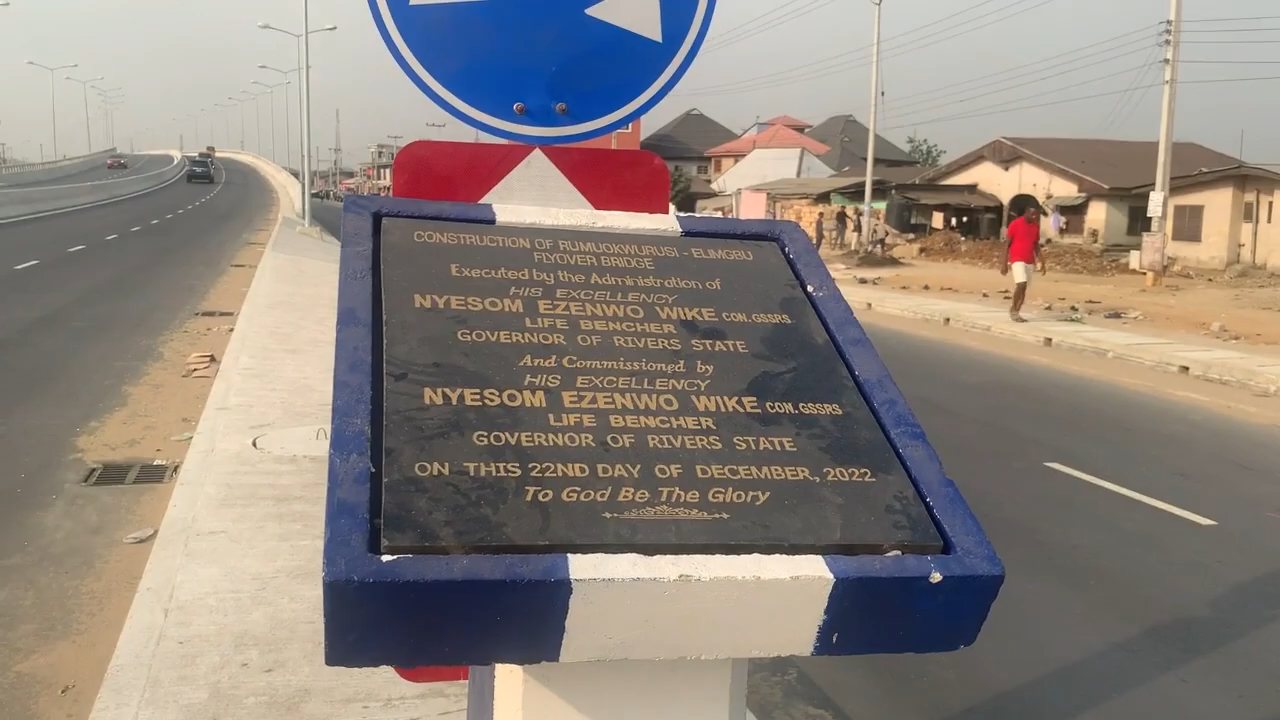 CONSTRUCTION OF RUMUOKWURUSI - ELIMGBU
FLYOVER BRIDGE
Executed by the Administration of
HIS EXCELLENCY
NYESOM EZENWO WIKE CON.GSSRS
LIFE BENCHER
GOVERNOR OF RIVERS STATE
And Commissioned by
HIS EXCELLENCY
NYESOM EZENWO WIKE CON.GSSRS
LIFE BENCHER
GOVERNOR OF RIVERS STATE
ON THIS 22ND DAY OF DECEMBER, 2022
To God Be The Glory